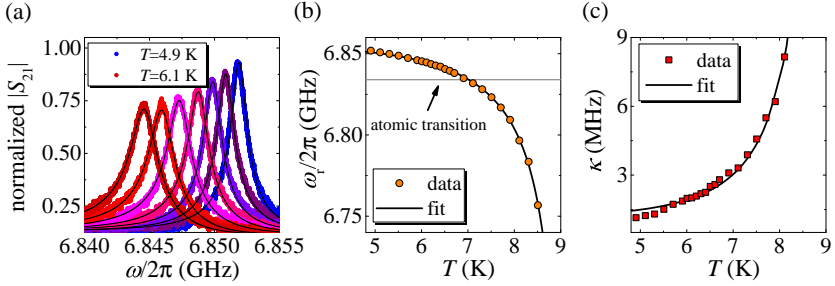 (a)
normalized |S₂₁|
1.00
0.75
0.50
0.25
T=4.9 K
T=6.1 K
6.840
6.845
6.850
6.855
ω/2π (GHz)
(b)
ωᵣ/2π (GHz)
6.85
6.80
6.75
atomic transition
data
fit
5
6
7
8
9
T (K)
(c)
κ (MHz)
9
6
3
data
fit
5
6
7
8
9
T (K)